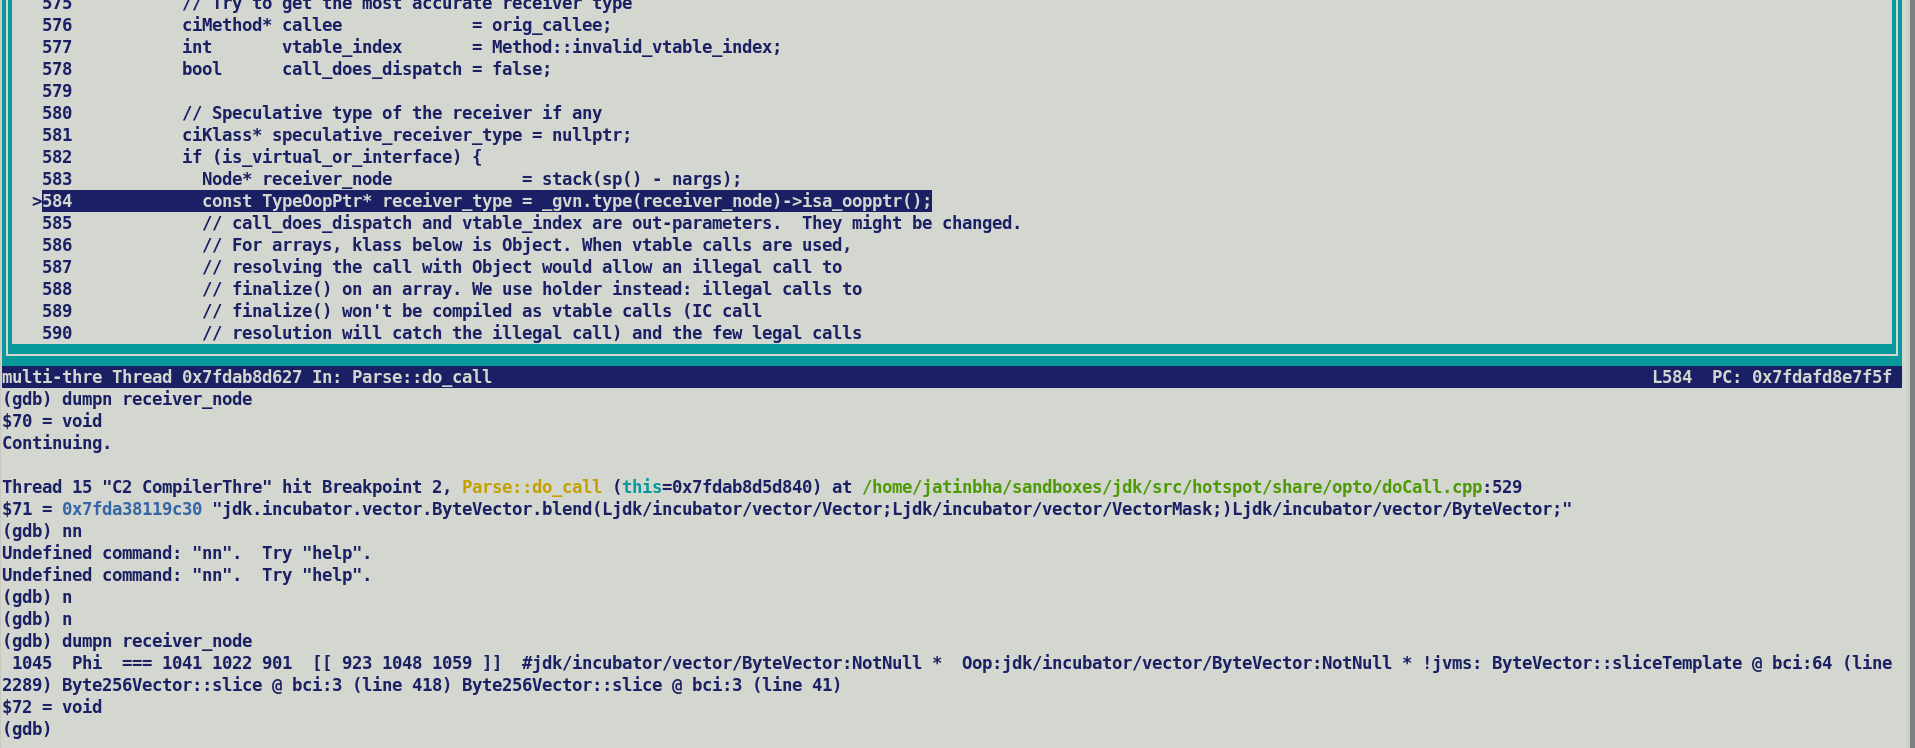 575           // Try to get the most accurate receiver type
576           ciMethod* callee             = orig_callee;
577           int       vtable_index       = Method::invalid_vtable_index;
578           bool      call_does_dispatch = false;
579
580           // Speculative type of the receiver if any
581           ciKlass* speculative_receiver_type = nullptr;
582           if (is_virtual_or_interface) {
583             Node* receiver_node             = stack(sp() - nargs);
>584             const TypeOopPtr* receiver_type = _gvn.type(receiver_node)->isa_oopptr();
585             // call_does_dispatch and vtable_index are out-parameters.  They might be changed.
586             // For arrays, klass below is Object. When vtable calls are used,
587             // resolving the call with Object would allow an illegal call to
588             // finalize() on an array. We use holder instead: illegal calls to
589             // finalize() won't be compiled as vtable calls (IC call
590             // resolution will catch the illegal call) and the few legal calls
multi-thre Thread 0x7fdab8d627 In: Parse::do_call L584  PC: 0x7fdafd8e7f5f
(gdb) dumpn receiver_node
$70 = void
Continuing.
Thread 15 "C2 CompilerThre" hit Breakpoint 2, Parse::do_call (this=0x7fdab8d5d840) at /home/jatinbha/sandboxes/jdk/src/hotspot/share/opto/doCall.cpp:529
$71 = 0x7fda38119c30 "jdk.incubator.vector.ByteVector.blend(Ljdk/incubator/vector/Vector;Ljdk/incubator/vector/VectorMask;)Ljdk/incubator/vector/ByteVector;"
(gdb) nn
Undefined command: "nn".  Try "help".
Undefined command: "nn".  Try "help".
(gdb) n
(gdb) n
(gdb) dumpn receiver_node
 1045  Phi  === 1041 1022 901  [[ 923 1048 1059 ]]  #jdk/incubator/vector/ByteVector:NotNull *  Oop:jdk/incubator/vector/ByteVector:NotNull * !jvms: ByteVector::sliceTemplate @ bci:64 (line
2289) Byte256Vector::slice @ bci:3 (line 418) Byte256Vector::slice @ bci:3 (line 41)
$72 = void
(gdb)